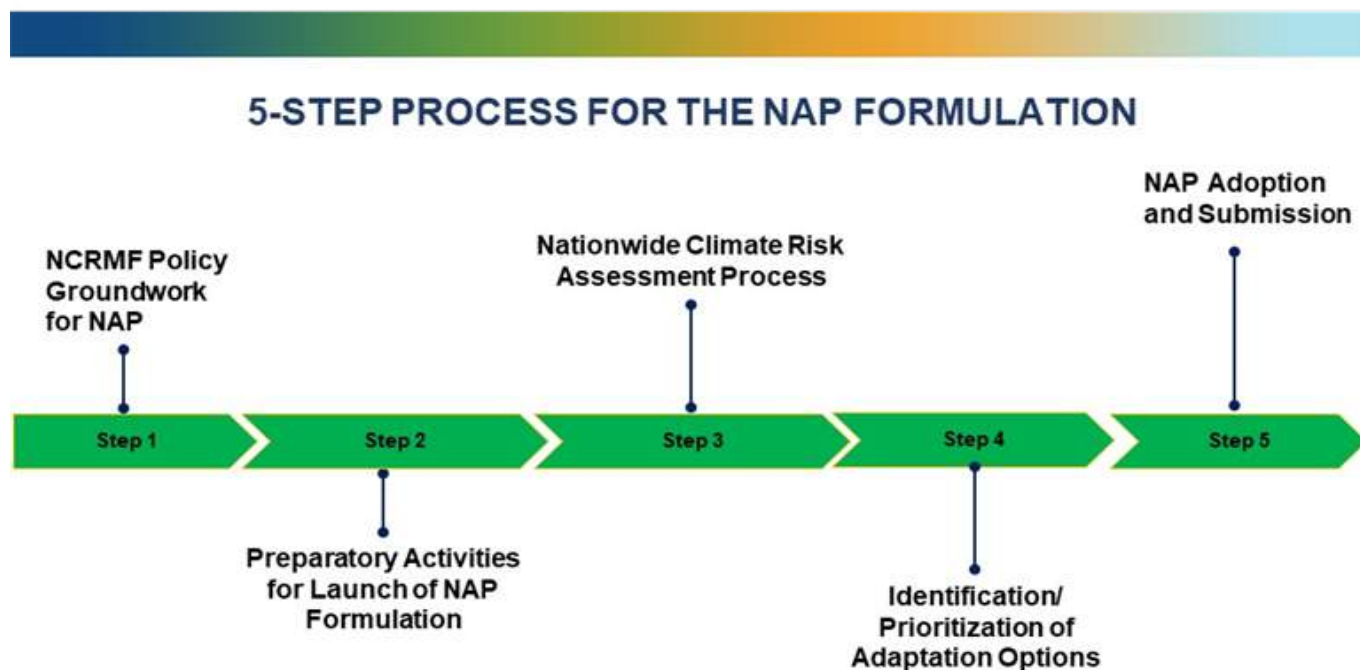 5-STEP PROCESS FOR THE NAP FORMULATION
NCRMF Policy
Groundwork
for NAP
Nationwide Climate Risk
Assessment Process
NAP Adoption
and Submission
Step 1
Step 2
Step 3
Step 4
Step 5
Preparatory Activities
for Launch of NAP
Formulation
Identification/
Prioritization of
Adaptation Options